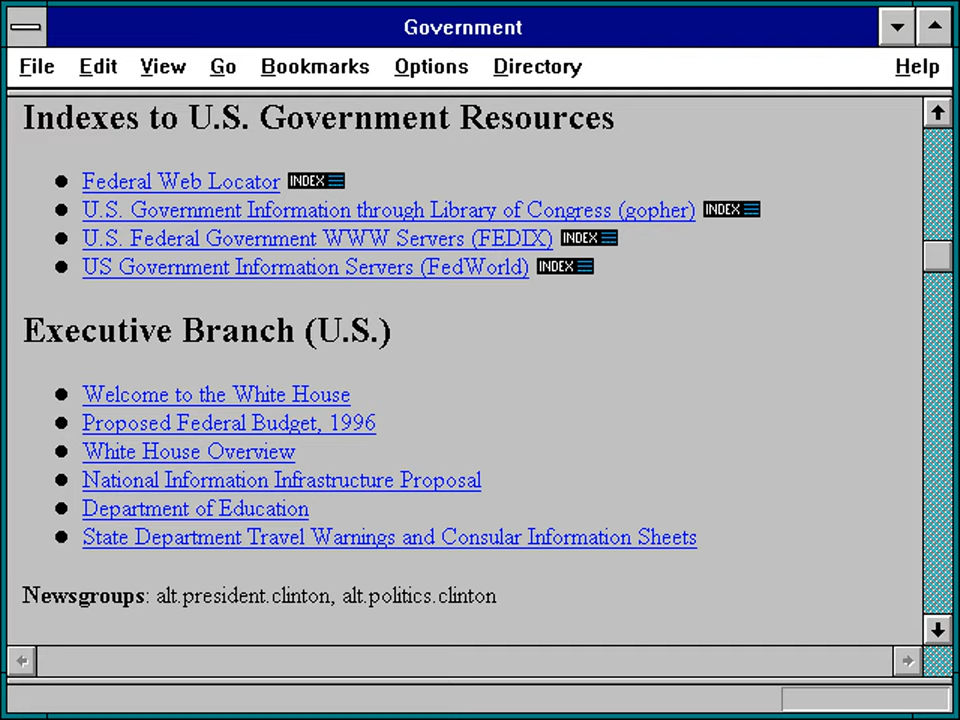 Government
File Edit View Go Bookmarks Options Directory Help
Indexes to U.S. Government Resources
Federal Web Locator INDEX
U.S. Government Information through Library of Congress (gopher) INDEX
U.S. Federal Government WWW Servers (FEDIX) INDEX
US Government Information Servers (FedWorld) INDEX
Executive Branch (U.S.)
Welcome to the White House
Proposed Federal Budget, 1996
White House Overview
National Information Infrastructure Proposal
Department of Education
State Department Travel Warnings and Consular Information Sheets
Newsgroups: alt.president.clinton, alt.politics.clinton